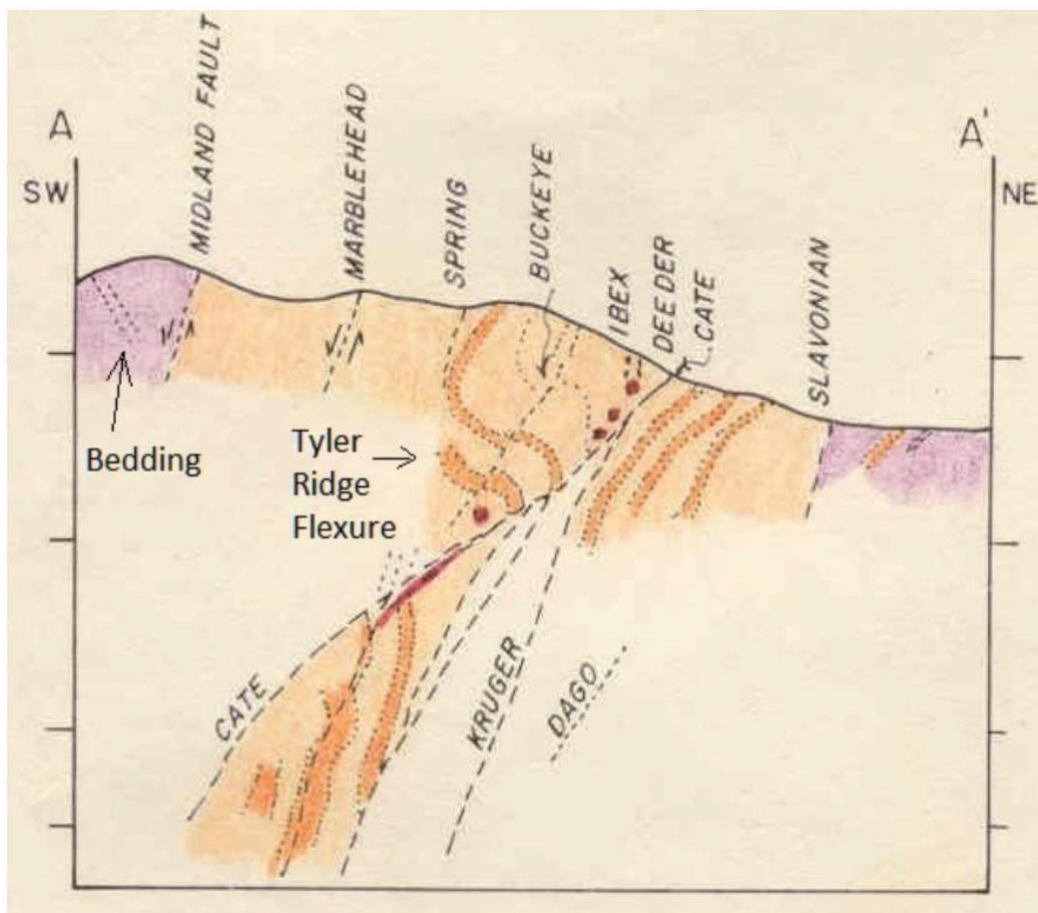 A
A'
SW
NE
MIDLAND FAULT
MARBLEHEAD
SPRING
BUCKEYE
IBEX
DEEDER
CATE
SLAVONIAN
Bedding
Tyler
Ridge
Flexure
CATE
KRUGER
DAGO